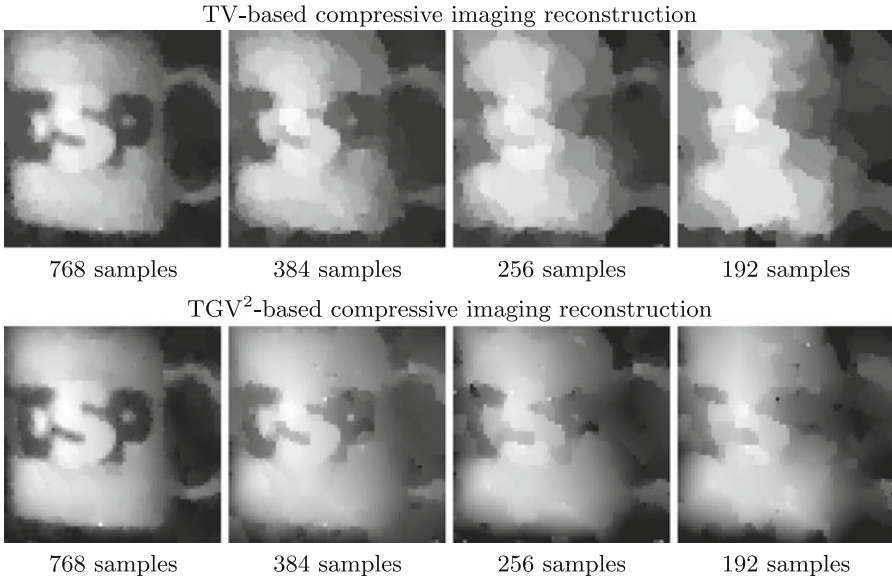 TV-based compressive imaging reconstruction
768 samples 384 samples 256 samples 192 samples
TGV²-based compressive imaging reconstruction
768 samples 384 samples 256 samples 192 samples